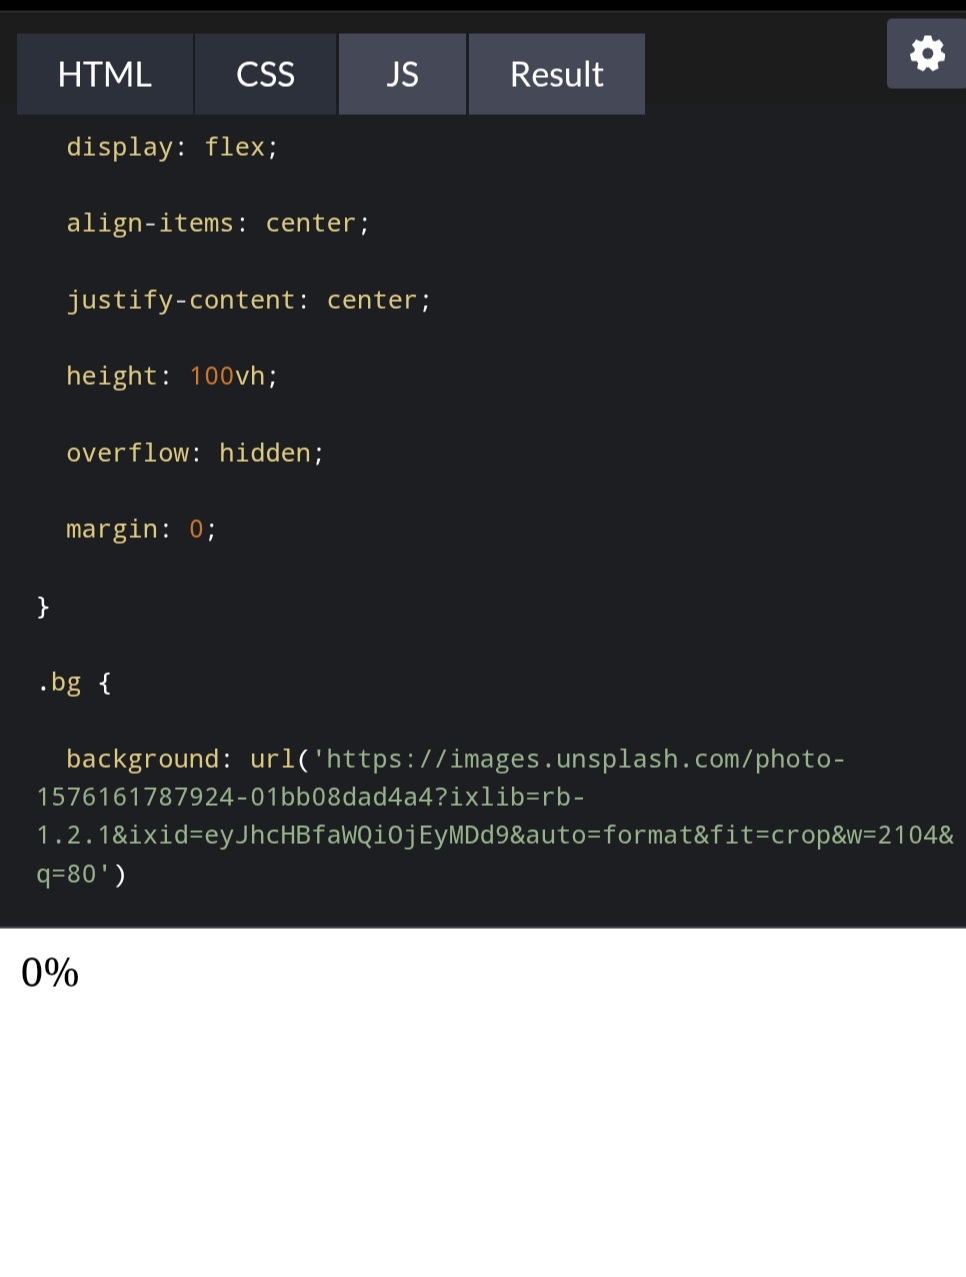 HTML CSS JS Result
display: flex;
align-items: center;
justify-content: center;
height: 100vh;
overflow: hidden;
margin: 0;
}
.bg {
background: url('https://images.unsplash.com/photo-
1576161787924-01bb08dad4a4?ixlib=rb-
1.2.1&ixid=eyJhcHBfaWQiOjEyMDd9&auto=format&fit=crop&w=2104&
q=80')
0%